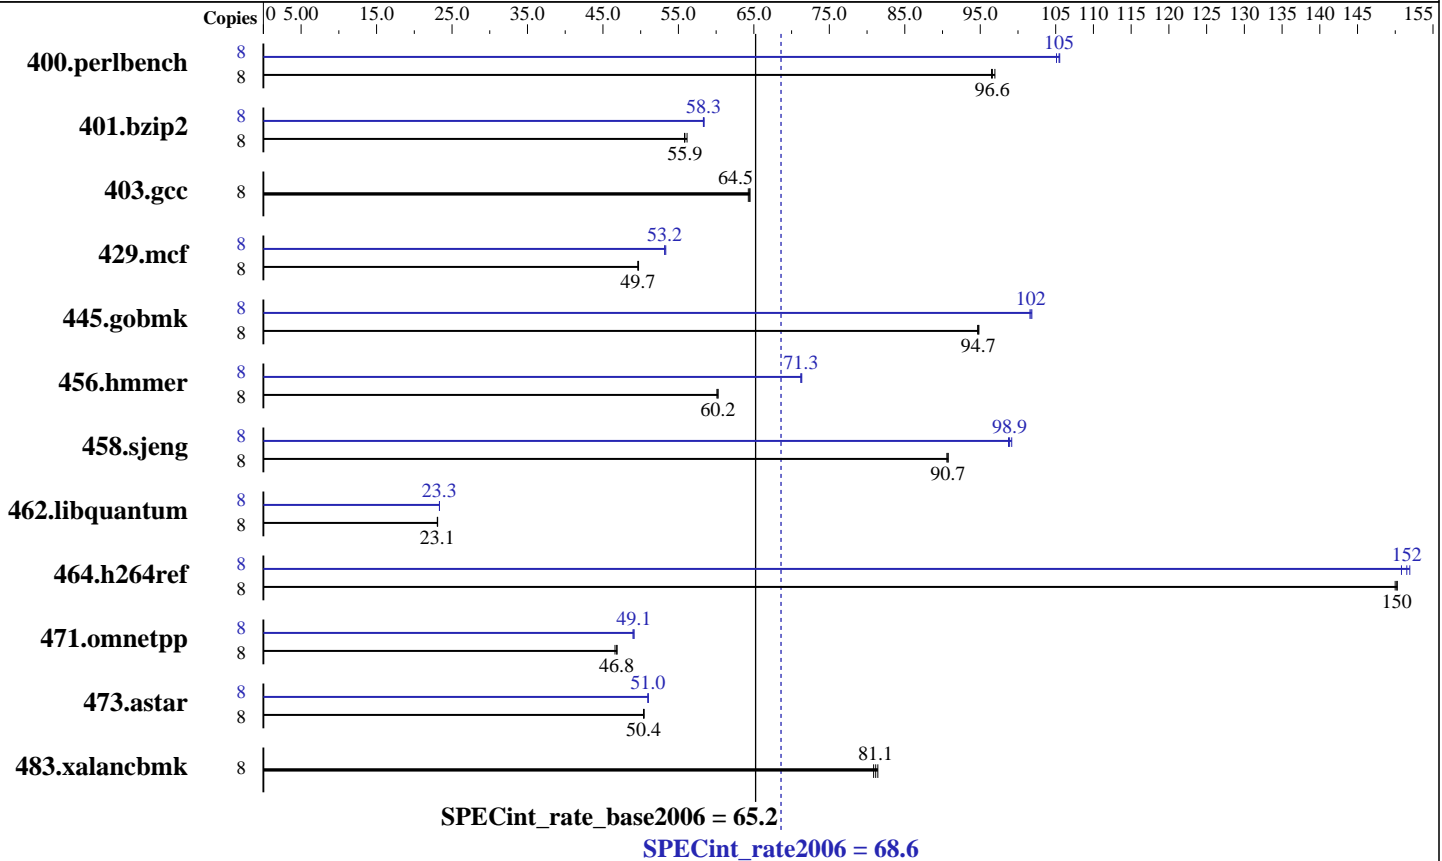 Copies 0 5.00 15.0 25.0 35.0 45.0 55.0 65.0 75.0 85.0 95.0 105 110 115 120 125 130 135 140 145 155
400.perlbench 8 105
8 96.6
401.bzip2 8 58.3
8 55.9
403.gcc 8 64.5
429.mcf 8 53.2
8 49.7
445.gobmk 8 102
8 94.7
456.hmmer 8 71.3
8 60.2
458.sjeng 8 98.9
8 90.7
462.libquantum 8 23.3
8 23.1
464.h264ref 8 152
8 150
471.omnetpp 8 49.1
8 46.8
473.astar 8 51.0
8 50.4
483.xalancbmk 8 81.1
SPECint_rate_base2006 = 65.2
SPECint_rate2006 = 68.6